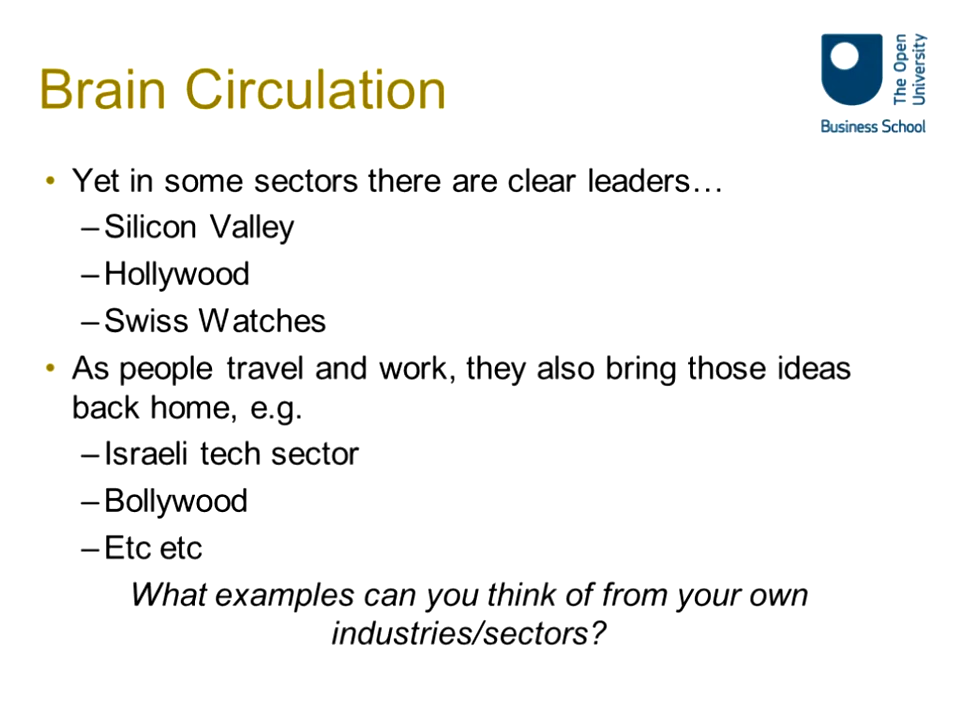 Brain Circulation
The Open
University
Business School
• Yet in some sectors there are clear leaders…
– Silicon Valley
– Hollywood
– Swiss Watches
• As people travel and work, they also bring those ideas
back home, e.g.
– Israeli tech sector
– Bollywood
– Etc etc
What examples can you think of from your own
industries/sectors?